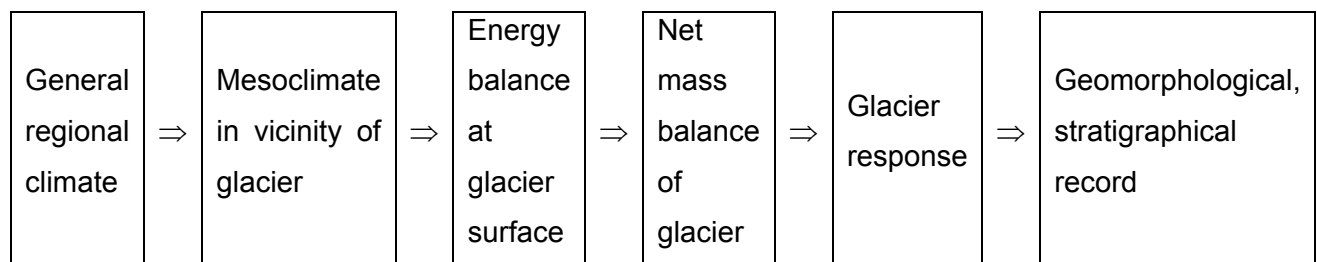 General
regional
climate
⇒
Mesoclimate
in vicinity of
glacier
⇒
Energy
balance
at
glacier
surface
⇒
Net
mass
balance
of
glacier
⇒
Glacier
response
⇒
Geomorphological,
stratigraphical
record